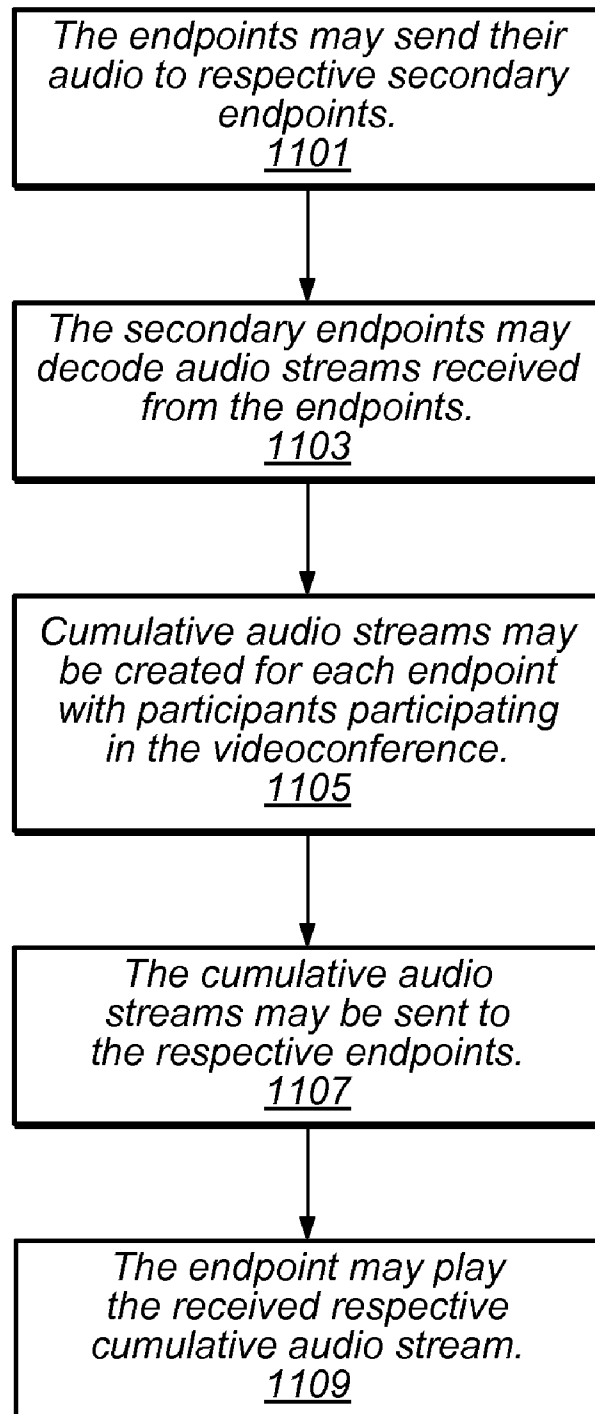 The endpoints may send their
audio to respective secondary
endpoints.
1101
The secondary endpoints may
decode audio streams received
from the endpoints.
1103
Cumulative audio streams may
be created for each endpoint
with participants participating
in the videoconference.
1105
The cumulative audio
streams may be sent to
the respective endpoints.
1107
The endpoint may play
the received respective
cumulative audio stream.
1109